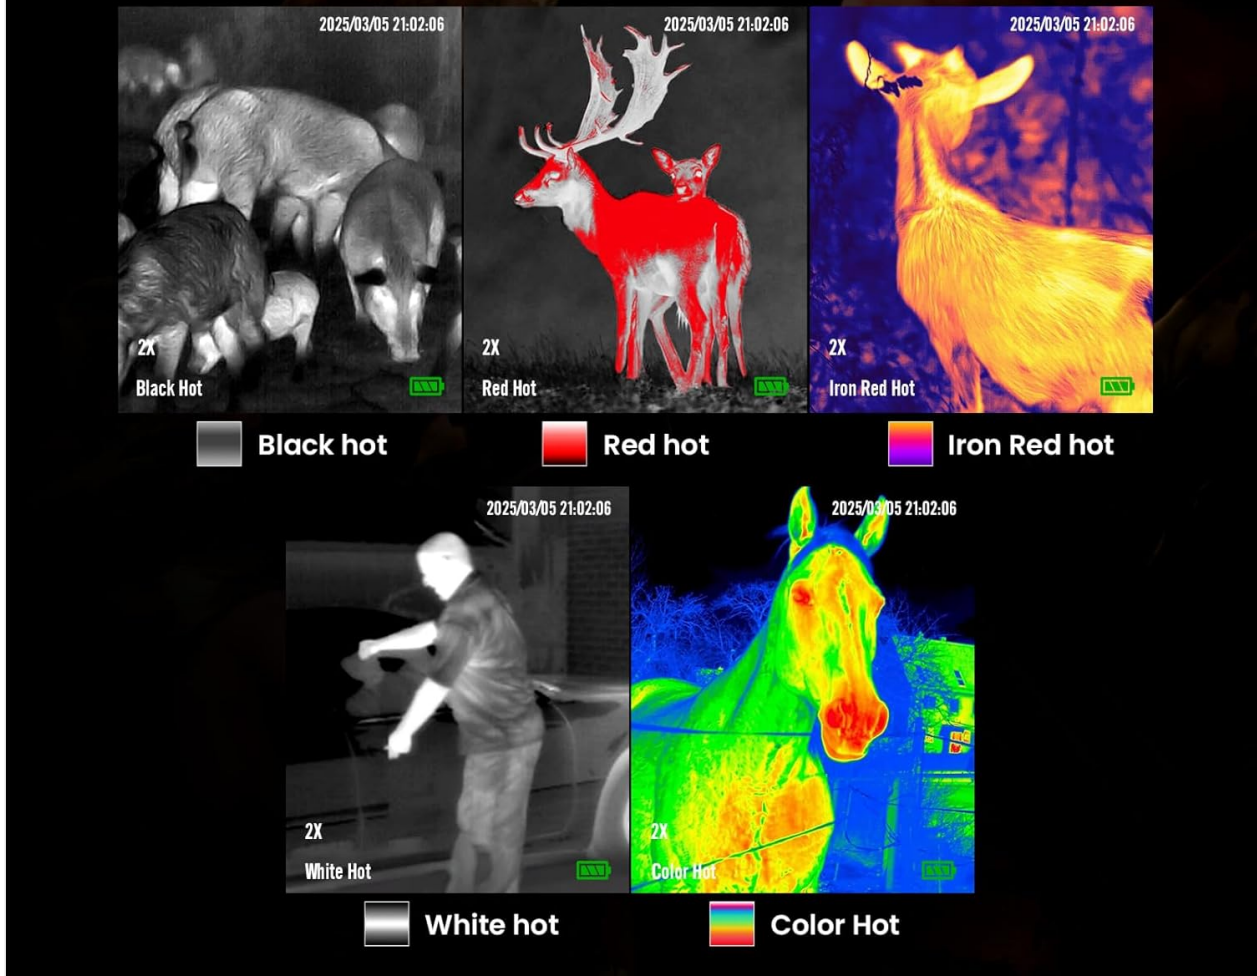 2025/03/05 21:02:06
2X
Black Hot
2025/03/05 21:02:06
2X
Red Hot
2025/03/05 21:02:06
2X
Iron Red Hot
Black hot
Red hot
Iron Red hot
2025/03/05 21:02:06
2X
White Hot
2025/03/05 21:02:06
2X
Color Hot
White hot
Color Hot